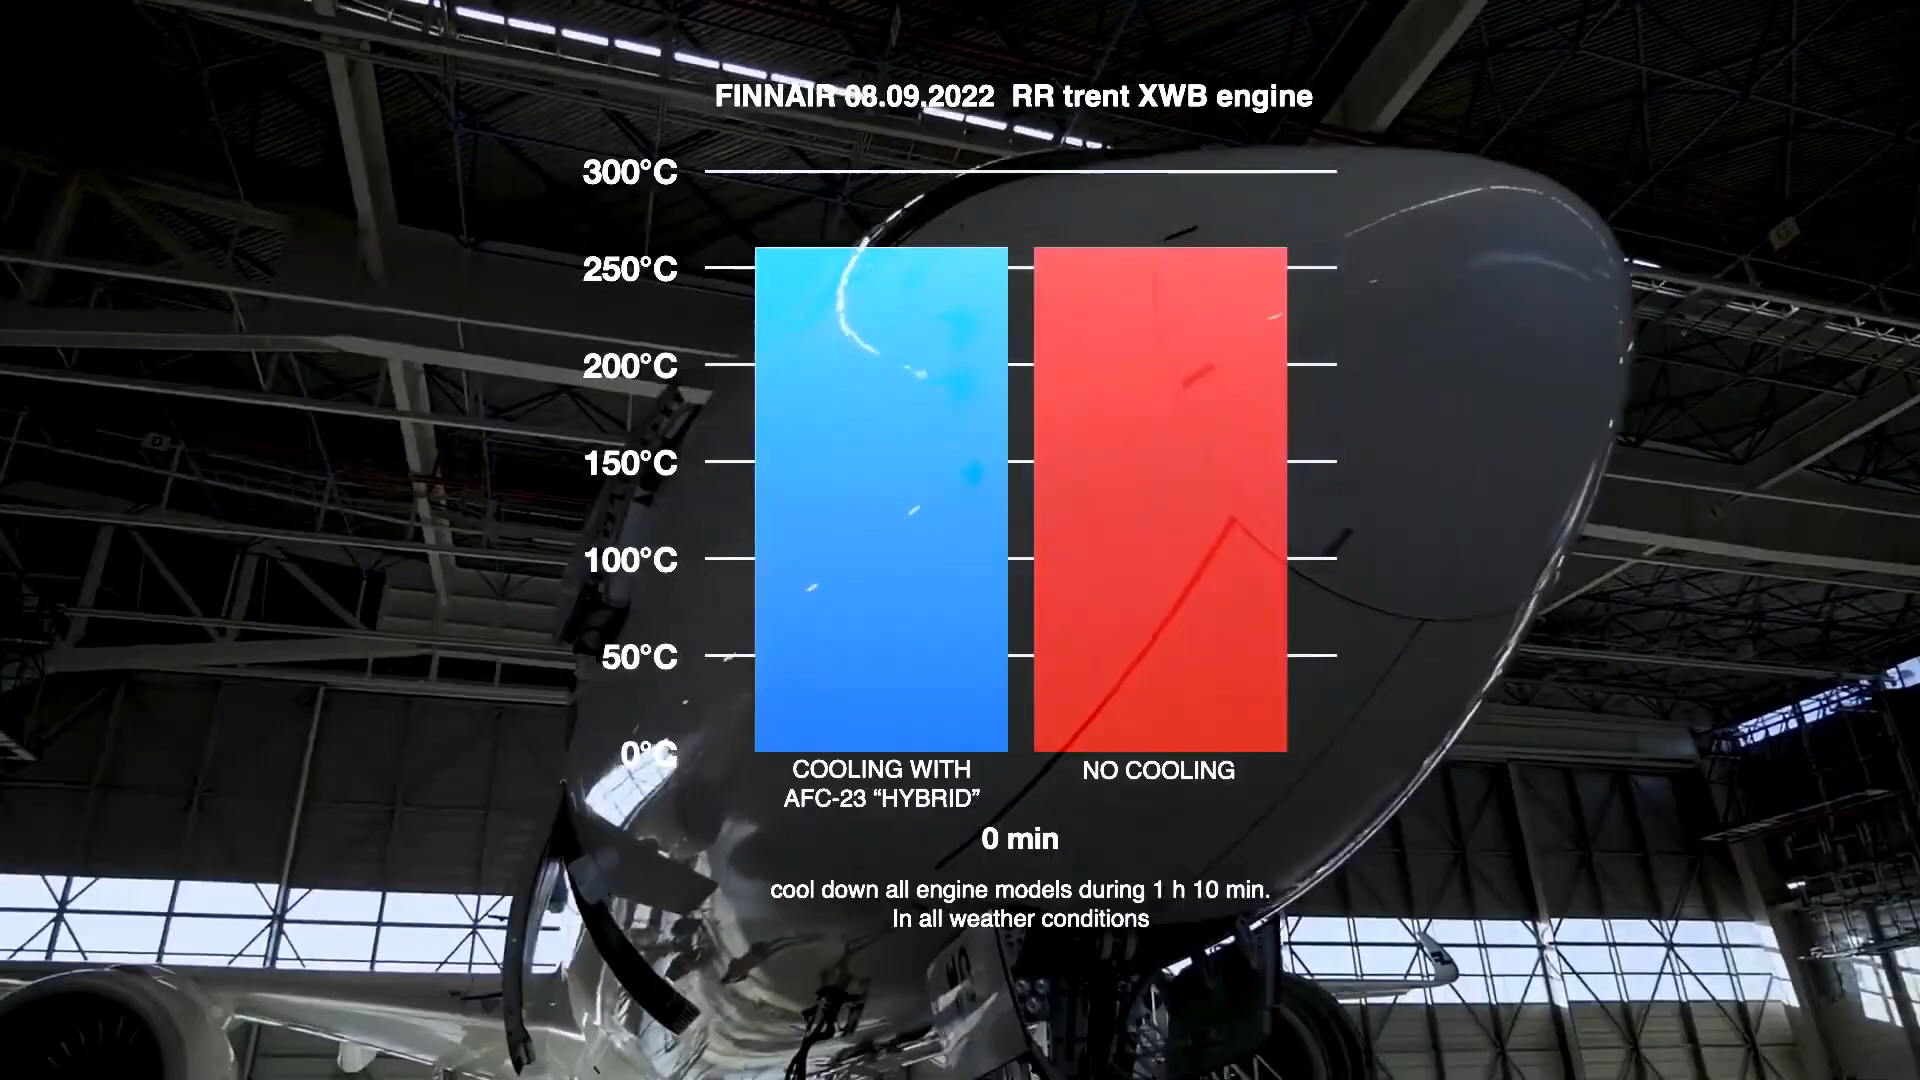 FINNAIR 08.09.2022 RR trent XWB engine
300°C
250°C
200°C
150°C
100°C
50°C
0°C
COOLING WITH
AFC-23 “HYBRID”
NO COOLING
0 min
cool down all engine models during 1 h 10 min.
In all weather conditions